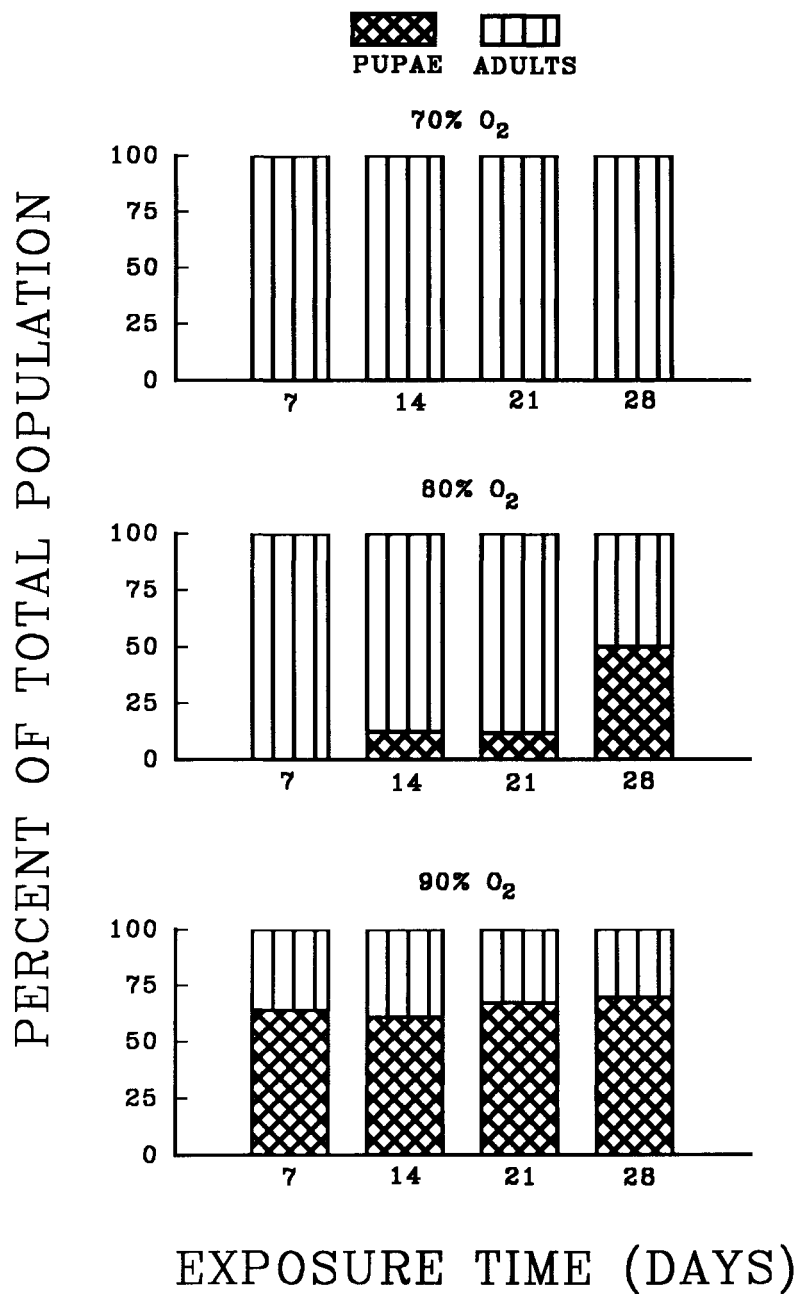 PUPAE ADULTS
70% O2
100
75
50
25
0
7 14 21 28
80% O2
100
75
50
25
0
7 14 21 28
90% O2
100
75
50
25
0
7 14 21 28
PERCENT OF TOTAL POPULATION
EXPOSURE TIME (DAYS)